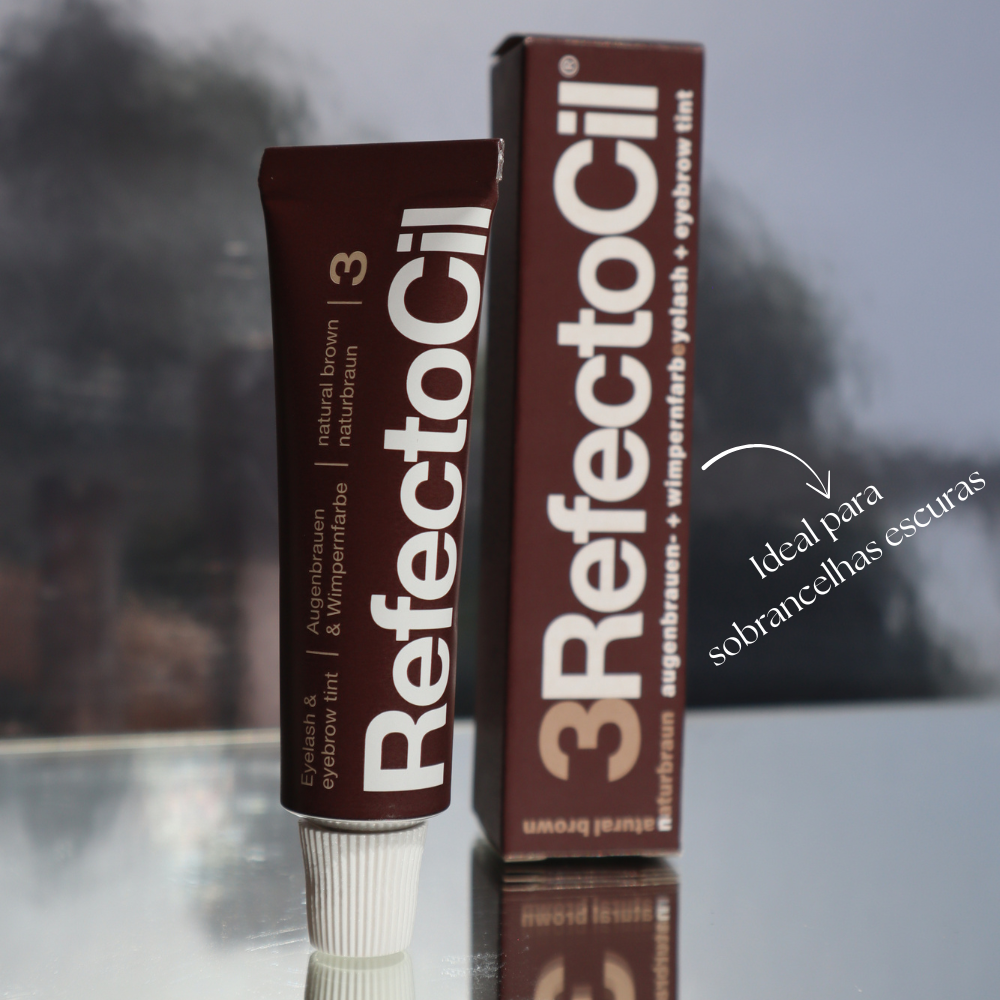 RefectoCil
Eyelash &
eyebrow tint
Augenbrauen
& Wimpernfarbe
natural brown
naturbraun
3
3RefectoCil®
naturbraun augenbrauen- + wimpernfarbe
eyelash + eyebrow tint
natural brown
Ideal para
sobrancelhas escuras